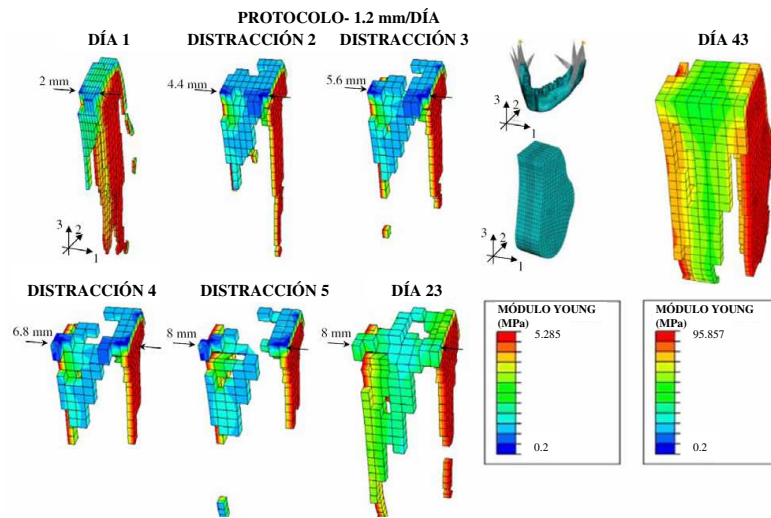 PROTOCOLO- 1.2 mm/DÍA
DÍA 1
DISTRACCIÓN 2
DISTRACCIÓN 3
DÍA 43
2 mm
4.4 mm
5.6 mm
3
2
1
3
2
1
3
2
1
DISTRACCIÓN 4
DISTRACCIÓN 5
DÍA 23
6.8 mm
8 mm
8 mm
MÓDULO YOUNG
(MPa)
5.285
0.2
MÓDULO YOUNG
(MPa)
95.857
0.2